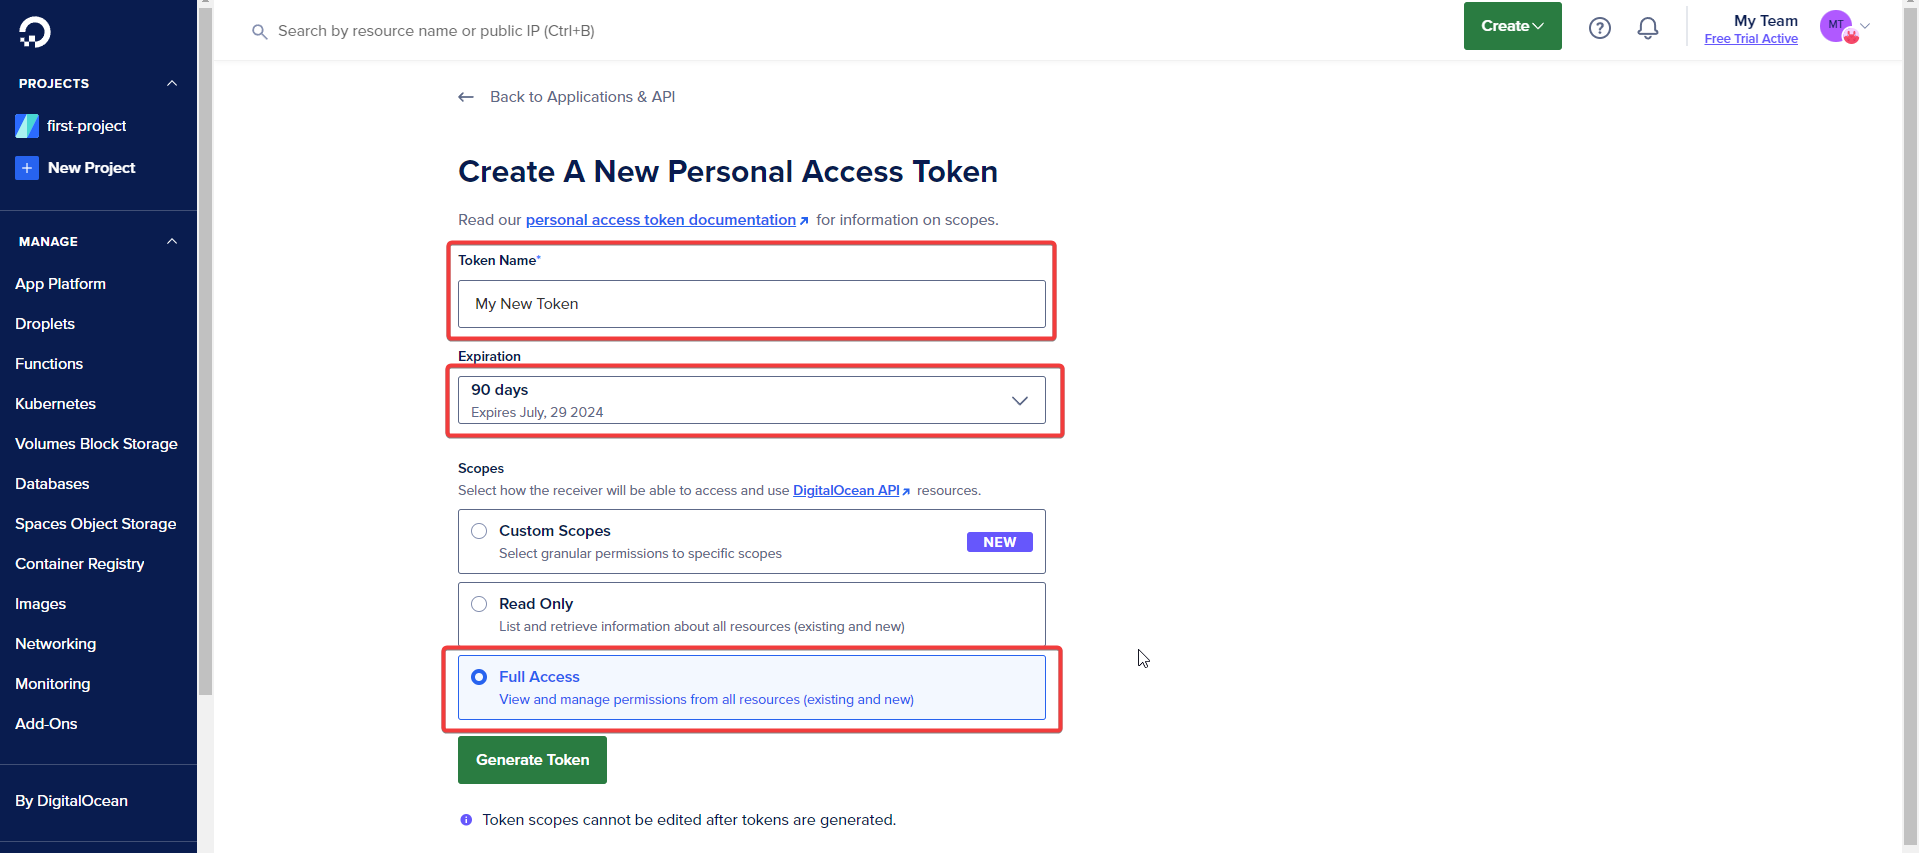 Search by resource name or public IP (Ctrl+B)
Create
My Team
Free Trial Active
MT
PROJECTS
first-project
New Project
MANAGE
App Platform
Droplets
Functions
Kubernetes
Volumes Block Storage
Databases
Spaces Object Storage
Container Registry
Images
Networking
Monitoring
Add-Ons
By DigitalOcean
Back to Applications & API
Create A New Personal Access Token
Read our personal access token documentation for information on scopes.
Token Name*
My New Token
Expiration
90 days
Expires July, 29 2024
Scopes
Select how the receiver will be able to access and use DigitalOcean API resources.
Custom Scopes
Select granular permissions to specific scopes
NEW
Read Only
List and retrieve information about all resources (existing and new)
Full Access
View and manage permissions from all resources (existing and new)
Generate Token
Token scopes cannot be edited after tokens are generated.